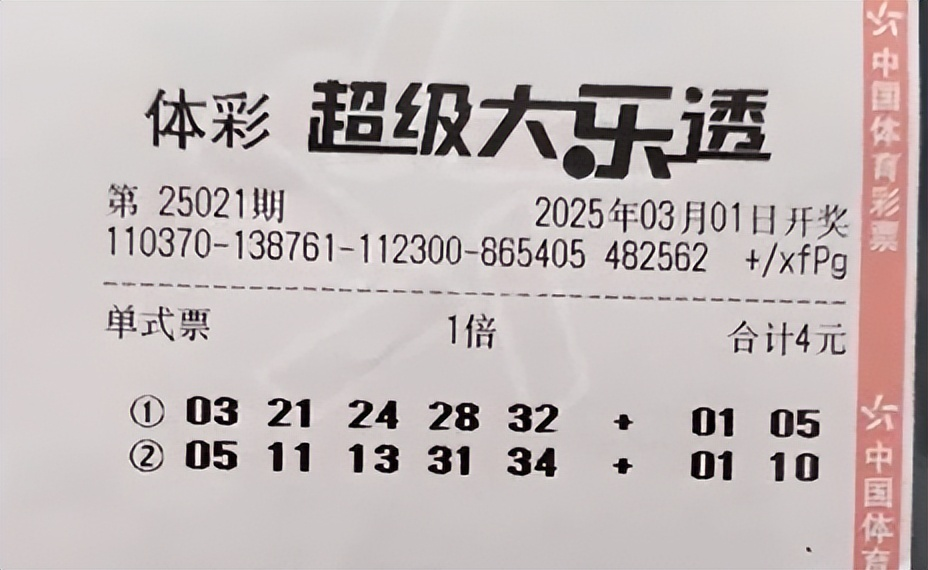 体彩 超级大乐透
第 25021期 2025年03月01日开奖
110370-138761-112300-865405 482562 +/xfPg
单式票 1倍 合计4元
① 03 21 24 28 32 + 01 05
② 05 11 13 31 34 + 01 10
中国体育彩票
中国体育